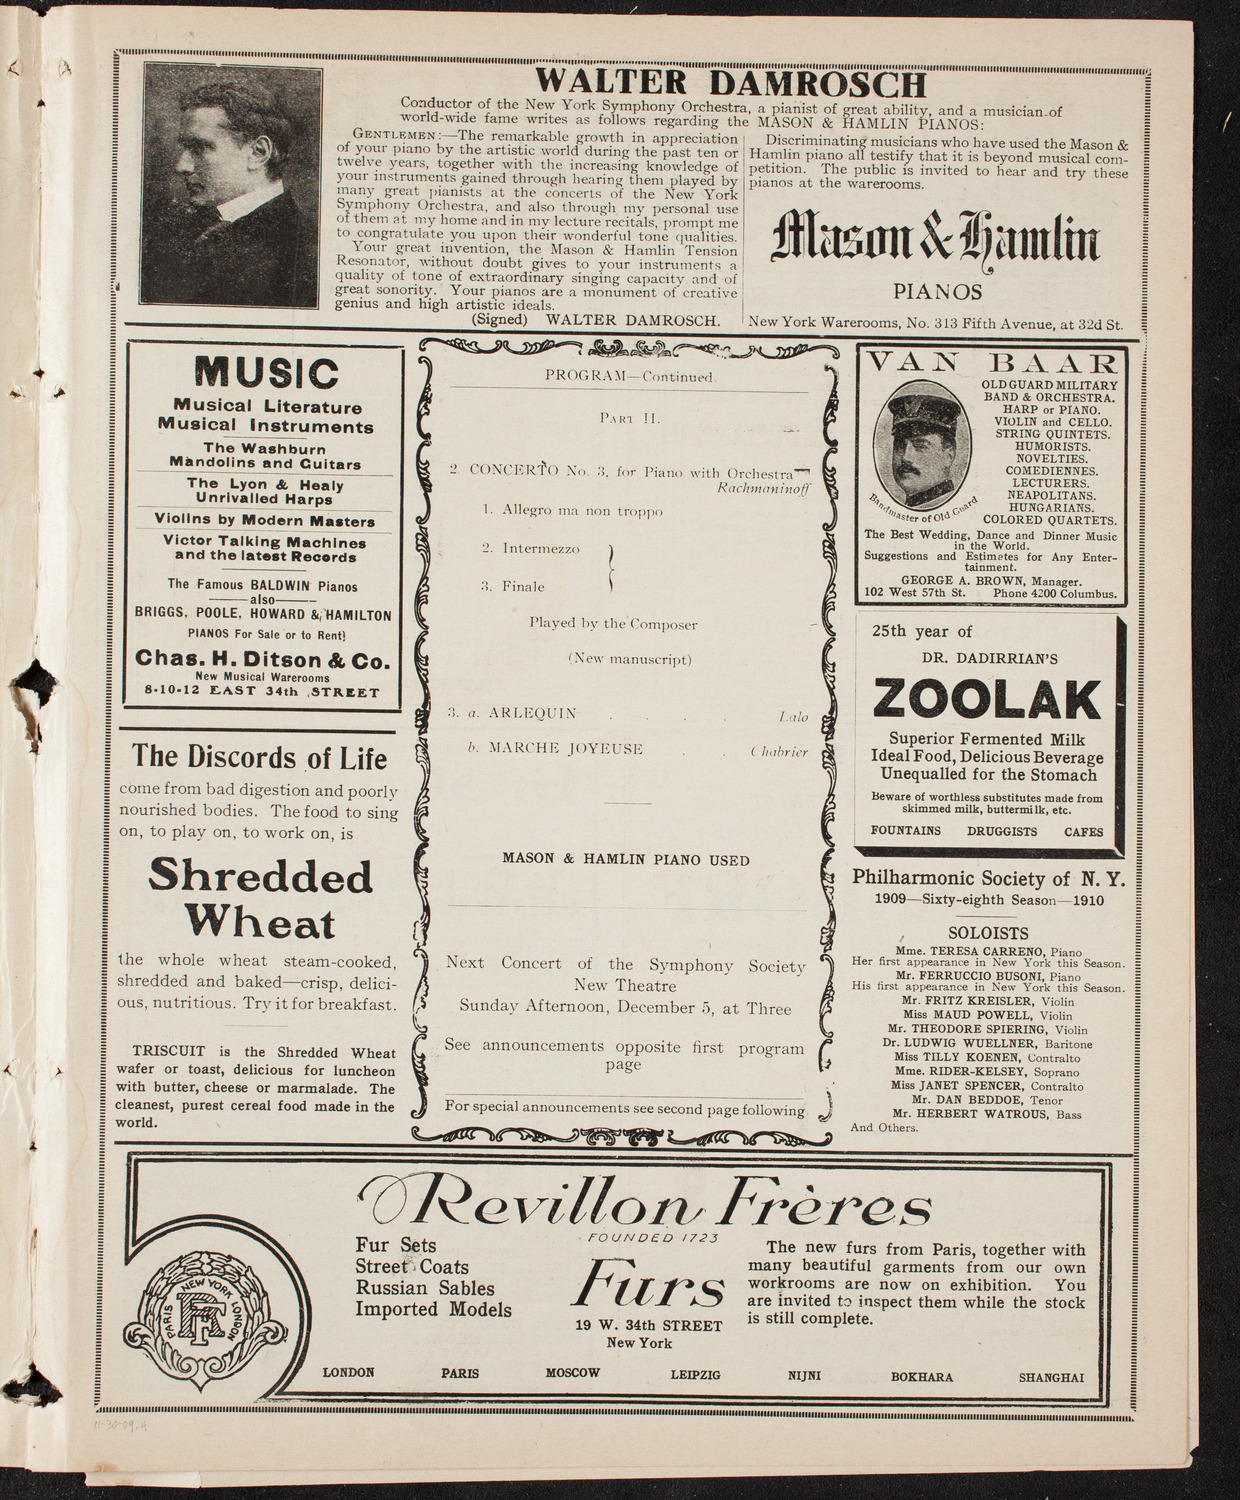 WALTER DAMROSCH
Conductor of the New York Symphony Orchestra, a pianist of great ability, and a musician of
world-wide fame writes as follows regarding the MASON & HAMLIN PIANOS:
GENTLEMEN:—The remarkable growth in appreciation
of your piano by the artistic world during the past ten or
twelve years, together with the increasing knowledge of
your instruments gained through hearing them played by
many great pianists at the concerts of the New York
Symphony Orchestra, and also through my personal use
of them at my home and in my lecture recitals, prompt me
to congratulate you upon their wonderful tone qualities.
Your great invention, the Mason & Hamlin Tension
Resonator, without doubt gives to your instruments a
quality of tone of extraordinary singing capacity and of
great sonority. Your pianos are a monument of creative
genius and high artistic ideals.
(Signed) WALTER DAMROSCH.
Discriminating musicians who have used the Mason &
Hamlin piano all testify that it is beyond musical com-
petition. The public is invited to hear and try these
pianos at the warerooms.
Mason & Hamlin
PIANOS
New York Warerooms, No. 313 Fifth Avenue, at 32d St.
MUSIC
Musical Literature
Musical Instruments
The Washburn
Mandolins and Guitars
The Lyon & Healy
Unrivalled Harps
Violins by Modern Masters
Victor Talking Machines
and the latest Records
The Famous BALDWIN Pianos
also
BRIGGS, POOLE, HOWARD & HAMILTON
PIANOS For Sale or to Rent
Chas. H. Ditson & Co.
New Musical Warerooms
8-10-12 EAST 34th STREET
The Discords of Life
come from bad digestion and poorly
nourished bodies. The food to sing
on, to play on, to work on, is
Shredded
Wheat
the whole wheat steam-cooked,
shredded and baked—crisp, delici-
ous, nutritious. Try it for breakfast.
TRISCUIT is the Shredded Wheat
wafer or toast, delicious for luncheon
with butter, cheese or marmalade. The
cleanest, purest cereal food made in the
world.
PROGRAM—Continued
PART II.
2 CONCERTO No. 3, for Piano with Orchestra
Rachmaninoff
1. Allegro ma non troppo
2. Intermezzo
3. Finale
Played by the Composer
(New manuscript)
3. a. ARLEQUIN . . . . Lalo
b. MARCHE JOYEUSE . . Chabrier
MASON & HAMLIN PIANO USED
Next Concert of the Symphony Society
New Theatre
Sunday Afternoon, December 5, at Three
See announcements opposite first program
page
For special announcements see second page following
VAN BAAR
OLD GUARD MILITARY
BAND & ORCHESTRA.
HARP or PIANO.
VIOLIN and CELLO.
STRING QUINTETS.
HUMORISTS.
NOVELTIES.
COMEDIENNES.
LECTURERS.
NEAPOLITANS.
HUNGARIANS.
COLORED QUARTETS.
Bandmaster of Old Guard
The Best Wedding, Dance and Dinner Music
in the World.
Suggestions and Estimates for Any Enter-
tainment.
GEORGE A. BROWN, Manager.
102 West 57th St. Phone 4200 Columbus.
25th year of
DR. DADIRRIAN'S
ZOOLAK
Superior Fermented Milk
Ideal Food, Delicious Beverage
Unequalled for the Stomach
Beware of worthless substitutes made from
skimmed milk, buttermilk, etc.
FOUNTAINS DRUGGISTS CAFES
Philharmonic Society of N. Y.
1909—Sixty-eighth Season—1910
SOLOISTS
Mme. TERESA CARRENO, Piano
Her first appearance in New York this Season.
Mr. FERRUCCIO BUSONI, Piano
His first appearance in New York this Season.
Mr. FRITZ KREISLER, Violin
Miss MAUD POWELL, Violin
Mr. THEODORE SPIERING, Violin
Dr. LUDWIG WUELLNER, Baritone
Miss TILLY KOENEN, Contralto
Mme. RIDER-KELSEY, Soprano
Miss JANET SPENCER, Contralto
Mr. DAN BEDDOE, Tenor
Mr. HERBERT WATROUS, Bass
And Others.
Revillon Frères
FOUNDED 1723
Fur Sets
Street Coats
Russian Sables
Imported Models
Furs
19 W. 34th STREET
New York
The new furs from Paris, together with
many beautiful garments from our own
workrooms are now on exhibition. You
are invited to inspect them while the stock
is still complete.
PARIS NEW YORK LONDON
RF
LONDON PARIS MOSCOW LEIPZIG NIJNI BOKHARA SHANGHAI
11-30-09.4